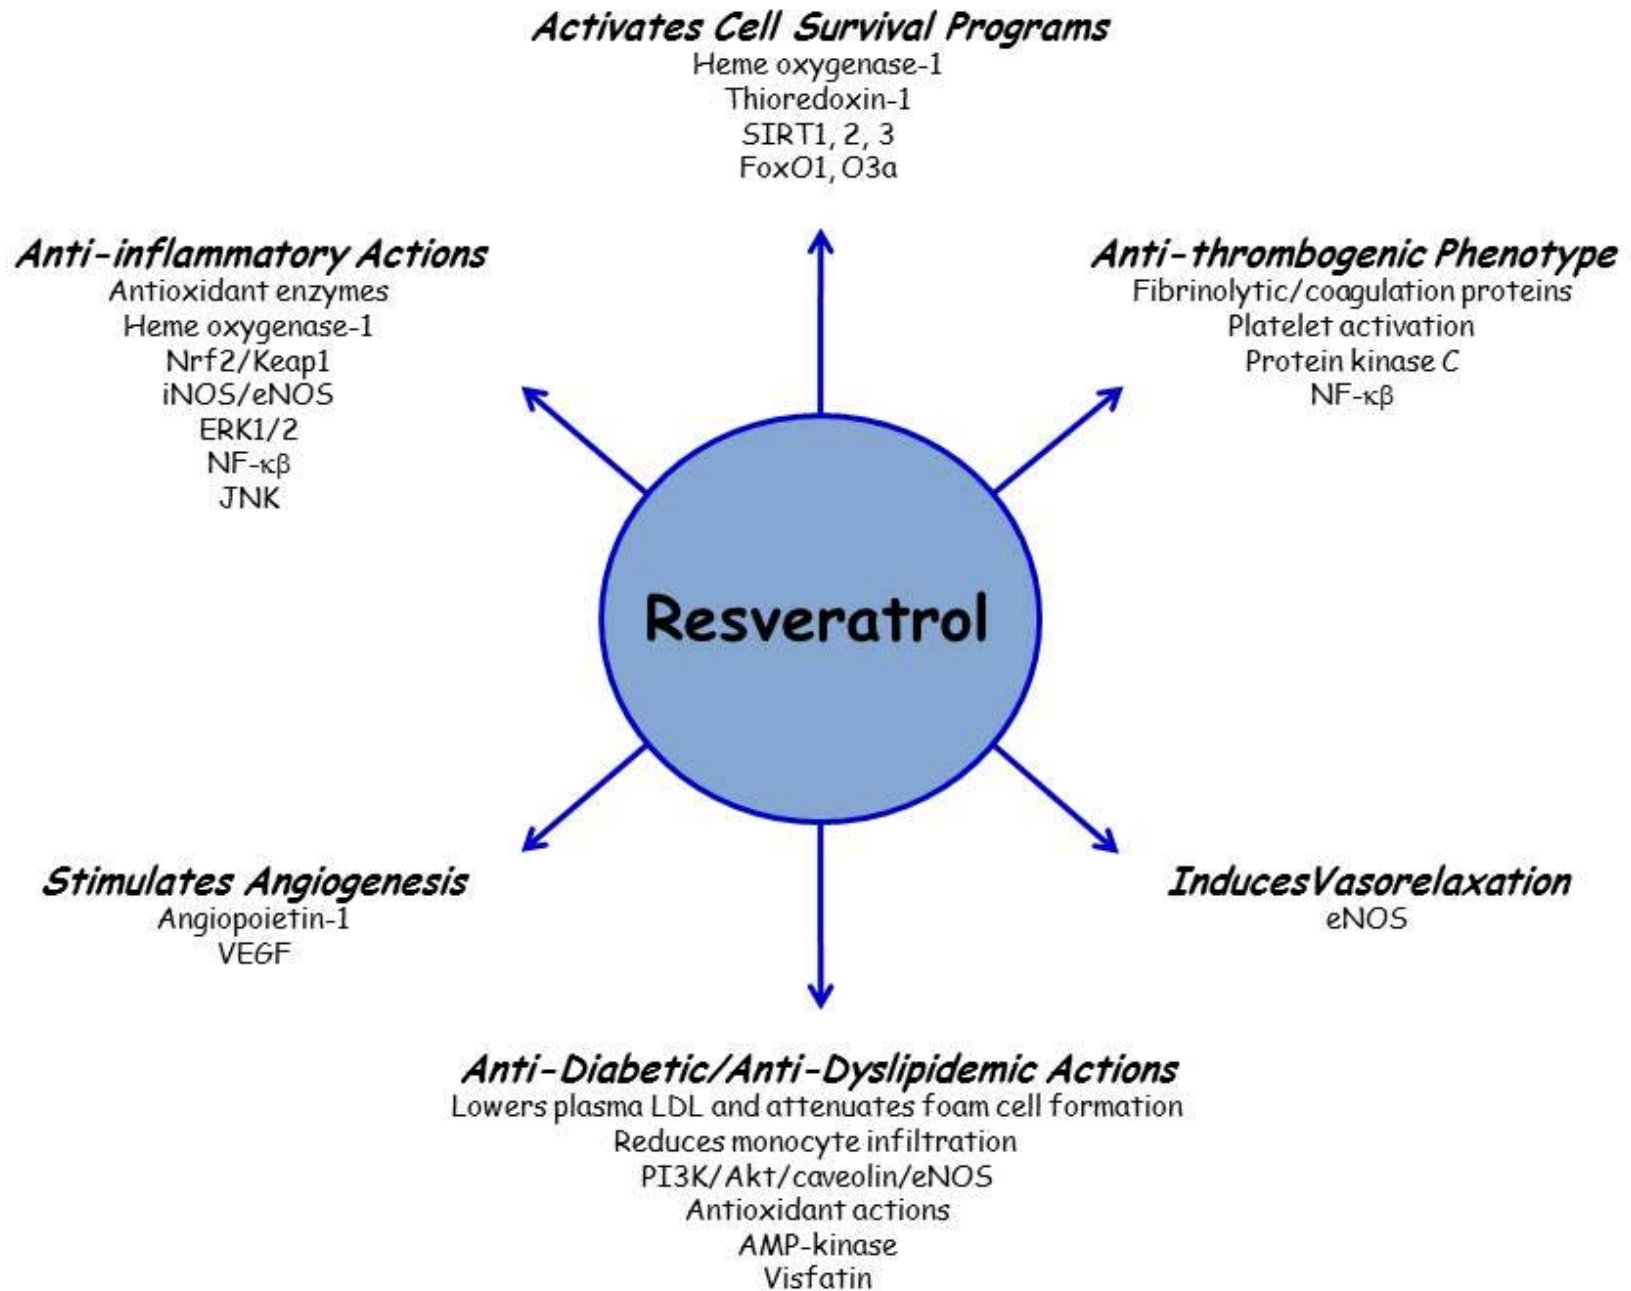 Activates Cell Survival Programs
Heme oxygenase-1
Thioredoxin-1
SIRT1, 2, 3
FoxO1, O3a
Anti-inflammatory Actions
Antioxidant enzymes
Heme oxygenase-1
Nrf2/Keap1
iNOS/eNOS
ERK1/2
NF-κβ
JNK
Anti-thrombogenic Phenotype
Fibrinolytic/coagulation proteins
Platelet activation
Protein kinase C
NF-κβ
Resveratrol
Stimulates Angiogenesis
Angiopoietin-1
VEGF
InducesVasorelaxation
eNOS
Anti-Diabetic/Anti-Dyslipidemic Actions
Lowers plasma LDL and attenuates foam cell formation
Reduces monocyte infiltration
PI3K/Akt/caveolin/eNOS
Antioxidant actions
AMP-kinase
Visfatin